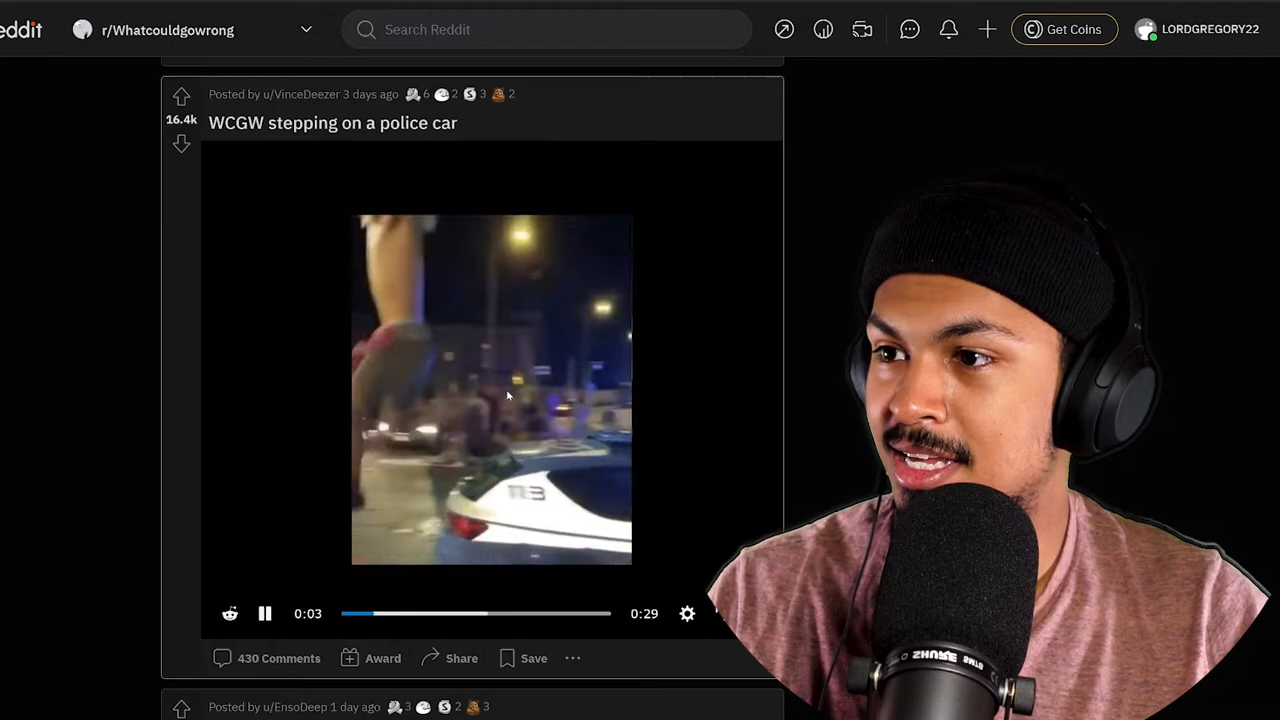 eddit
r/Whatcouldgowrong
Search Reddit
Get Coins
LORDGREGORY22
Posted by u/VinceDeezer 3 days ago 6 2 3 2
16.4k
WCGW stepping on a police car
0:03
0:29
430 Comments
Award
Share
Save
Posted by u/EnsoDeep 1 day ago 3 2 3
SHURE